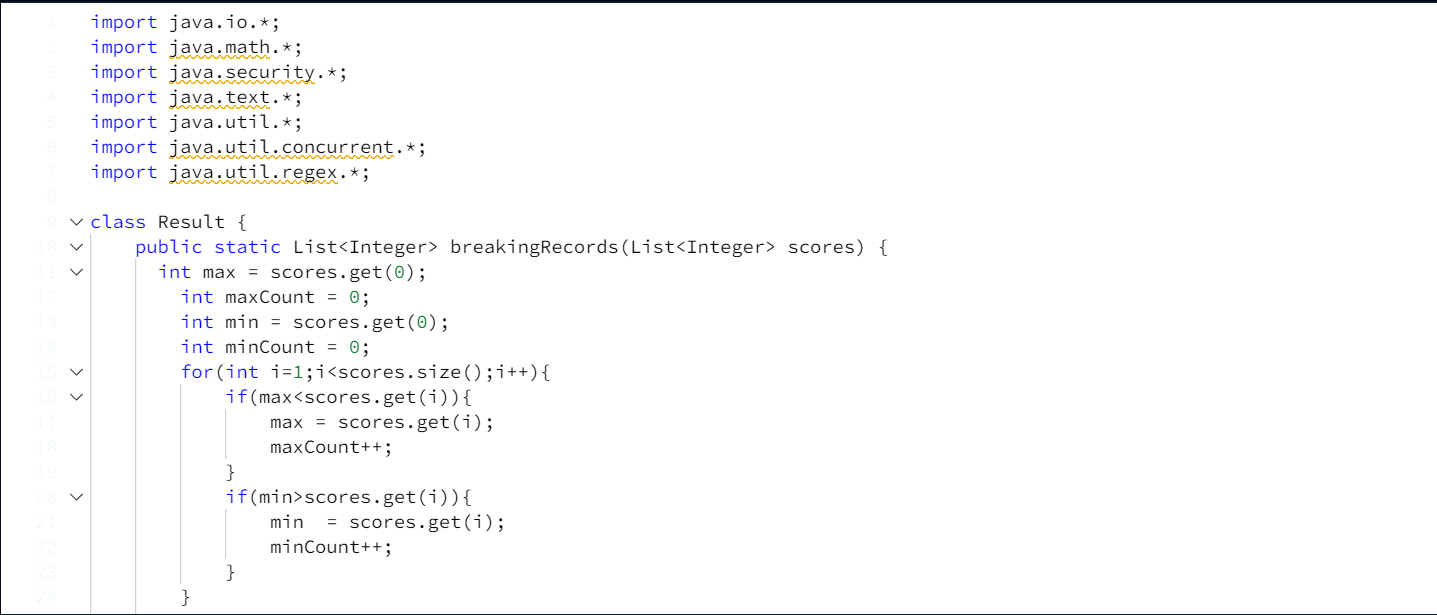 1 import java.io.*;
2 import java.math.*;
3 import java.security.*;
4 import java.text.*;
5 import java.util.*;
6 import java.util.concurrent.*;
7 import java.util.regex.*;
8
9 class Result {
10 public static List<Integer> breakingRecords(List<Integer> scores) {
11 int max = scores.get(0);
12 int maxCount = 0;
13 int min = scores.get(0);
14 int minCount = 0;
15 for(int i=1;i<scores.size();i++){
16 if(max<scores.get(i)){
17 max = scores.get(i);
18 maxCount++;
19 }
20 if(min>scores.get(i)){
21 min  = scores.get(i);
22 minCount++;
23 }
24 }